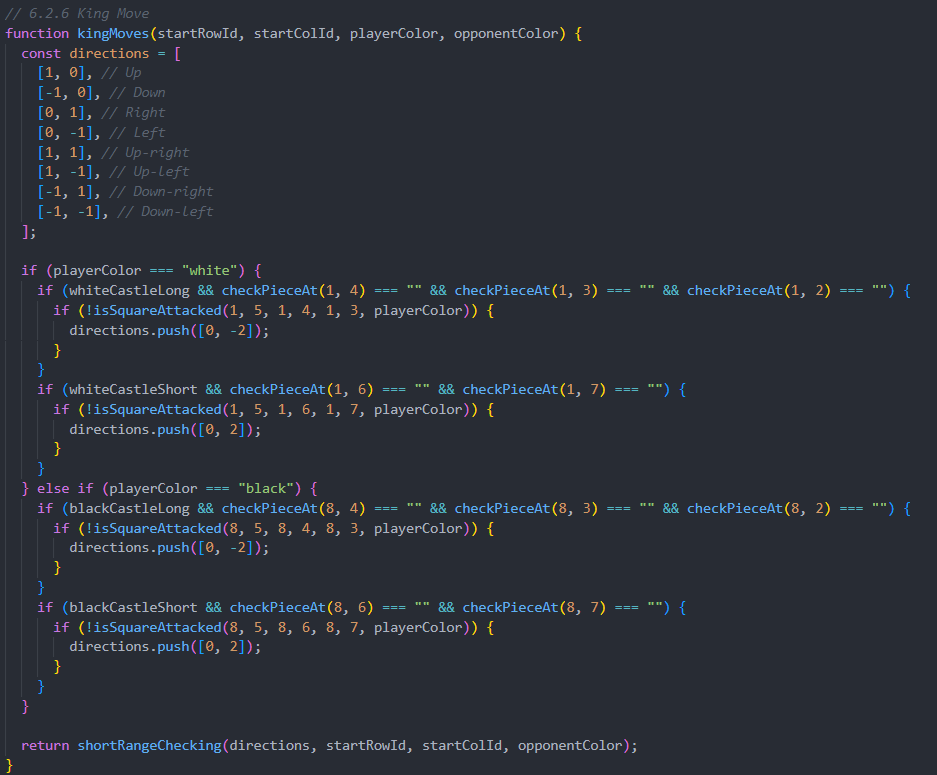 // 6.2.6 King Move
function kingMoves(startRowId, startColId, playerColor, opponentColor) {
  const directions = [
    [1, 0], // Up
    [-1, 0], // Down
    [0, 1], // Right
    [0, -1], // Left
    [1, 1], // Up-right
    [1, -1], // Up-left
    [-1, 1], // Down-right
    [-1, -1], // Down-left
  ];

  if (playerColor === "white") {
    if (whiteCastleLong && checkPieceAt(1, 4) === "" && checkPieceAt(1, 3) === "" && checkPieceAt(1, 2) === "") {
      if (!isSquareAttacked(1, 5, 1, 4, 1, 3, playerColor)) {
        directions.push([0, -2]);
      }
    }
    if (whiteCastleShort && checkPieceAt(1, 6) === "" && checkPieceAt(1, 7) === "") {
      if (!isSquareAttacked(1, 5, 1, 6, 1, 7, playerColor)) {
        directions.push([0, 2]);
      }
    }
  } else if (playerColor === "black") {
    if (blackCastleLong && checkPieceAt(8, 4) === "" && checkPieceAt(8, 3) === "" && checkPieceAt(8, 2) === "") {
      if (!isSquareAttacked(8, 5, 8, 4, 8, 3, playerColor)) {
        directions.push([0, -2]);
      }
    }
    if (blackCastleShort && checkPieceAt(8, 6) === "" && checkPieceAt(8, 7) === "") {
      if (!isSquareAttacked(8, 5, 8, 6, 8, 7, playerColor)) {
        directions.push([0, 2]);
      }
    }
  }

  return shortRangeChecking(directions, startRowId, startColId, opponentColor);
}